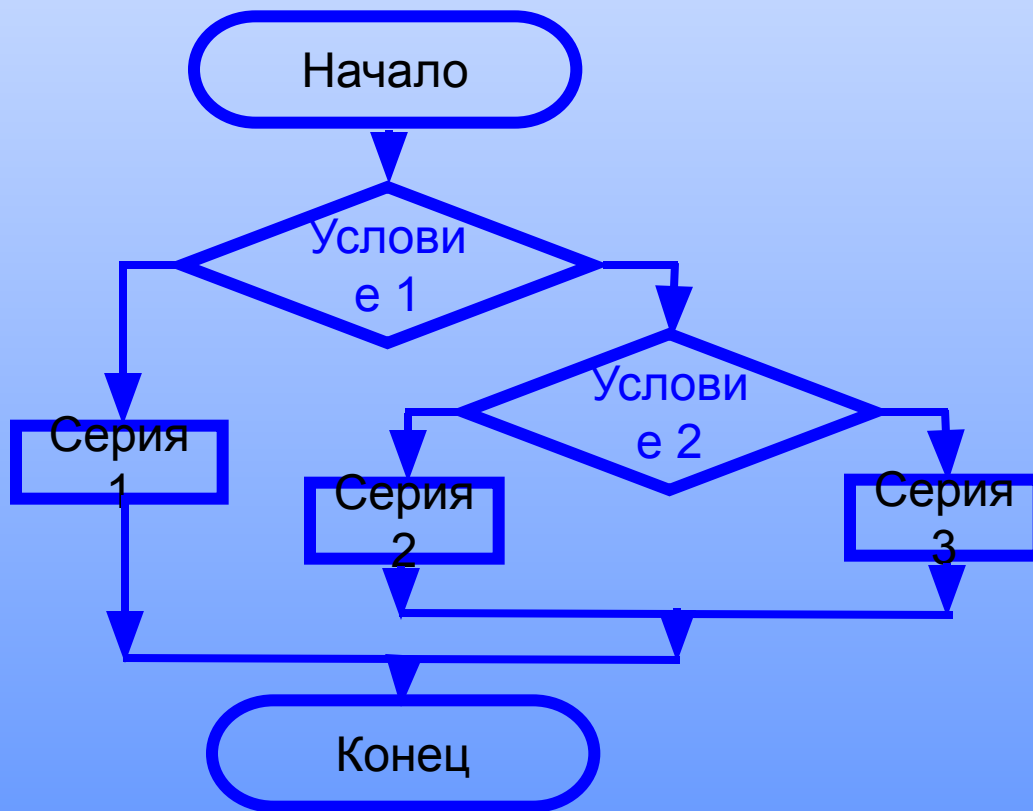 Начало
Услови
е 1
Услови
е 2
Серия
1
Серия
2
Серия
3
Конец